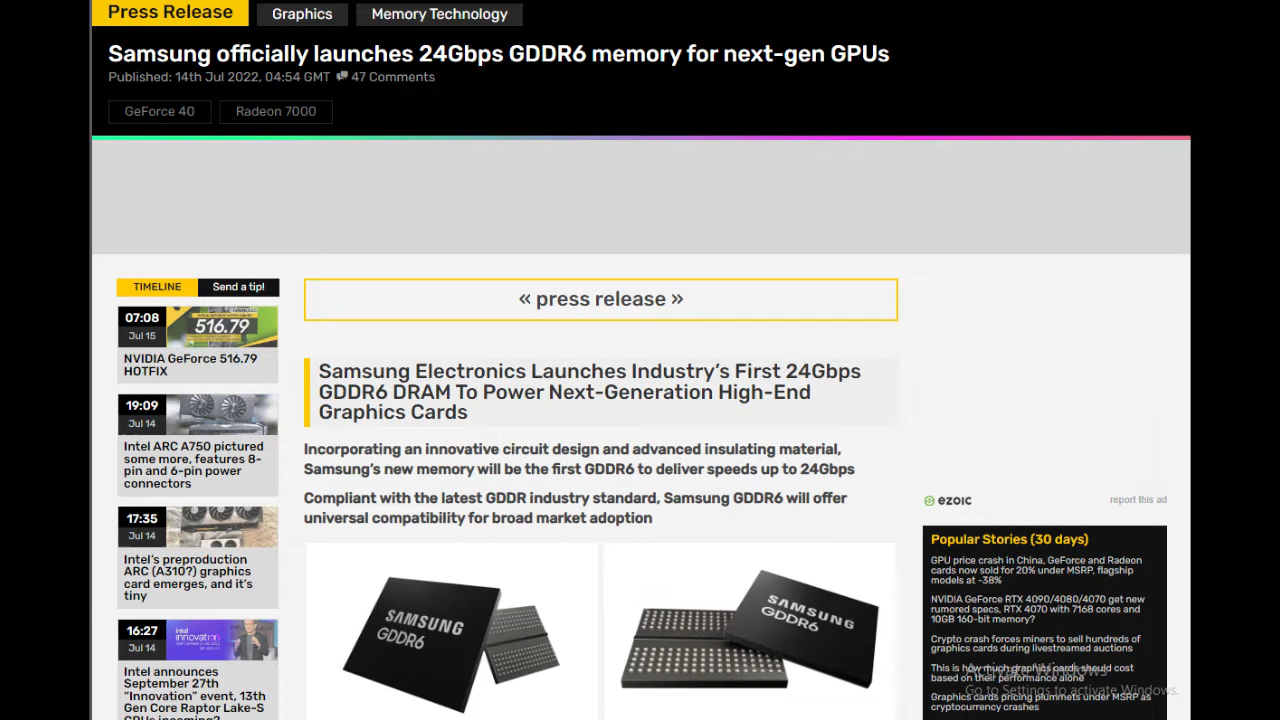 Press Release
Graphics
Memory Technology
Samsung officially launches 24Gbps GDDR6 memory for next-gen GPUs
Published: 14th Jul 2022, 04:54 GMT 47 Comments
GeForce 40
Radeon 7000
TIMELINE
Send a tip!
07:08
Jul 15
516.79
NVIDIA GeForce 516.79
HOTFIX
19:09
Jul 14
Intel ARC A750 pictured
some more, features 8-
pin and 6-pin power
connectors
17:35
Jul 14
Intel's preproduction
ARC (A310?) graphics
card emerges, and it's
tiny
16:27
Jul 14
intel
innovation
Intel announces
September 27th
"Innovation" event, 13th
Gen Core Raptor Lake-S
CPUs incoming?
« press release »
Samsung Electronics Launches Industry's First 24Gbps
GDDR6 DRAM To Power Next-Generation High-End
Graphics Cards
Incorporating an innovative circuit design and advanced insulating material,
Samsung's new memory will be the first GDDR6 to deliver speeds up to 24Gbps
Compliant with the latest GDDR industry standard, Samsung GDDR6 will offer
universal compatibility for broad market adoption
SAMSUNG
GDDR6
SAMSUNG
GDDR6
ezoic
report this ad
Popular Stories (30 days)
GPU price crash in China, GeForce and Radeon
cards now sold for 20% under MSRP, flagship
models at -38%
NVIDIA GeForce RTX 4090/4080/4070 get new
rumored specs, RTX 4070 with 7168 cores and
10GB 160-bit memory?
Crypto crash forces miners to sell hundreds of
graphics cards during livestreamed auctions
This is how much graphics cards should cost
based on their performance alone
Graphics cards pricing plummets under MSRP as
cryptocurrency crashes
Activate Windows
Go to Settings to activate Windows.